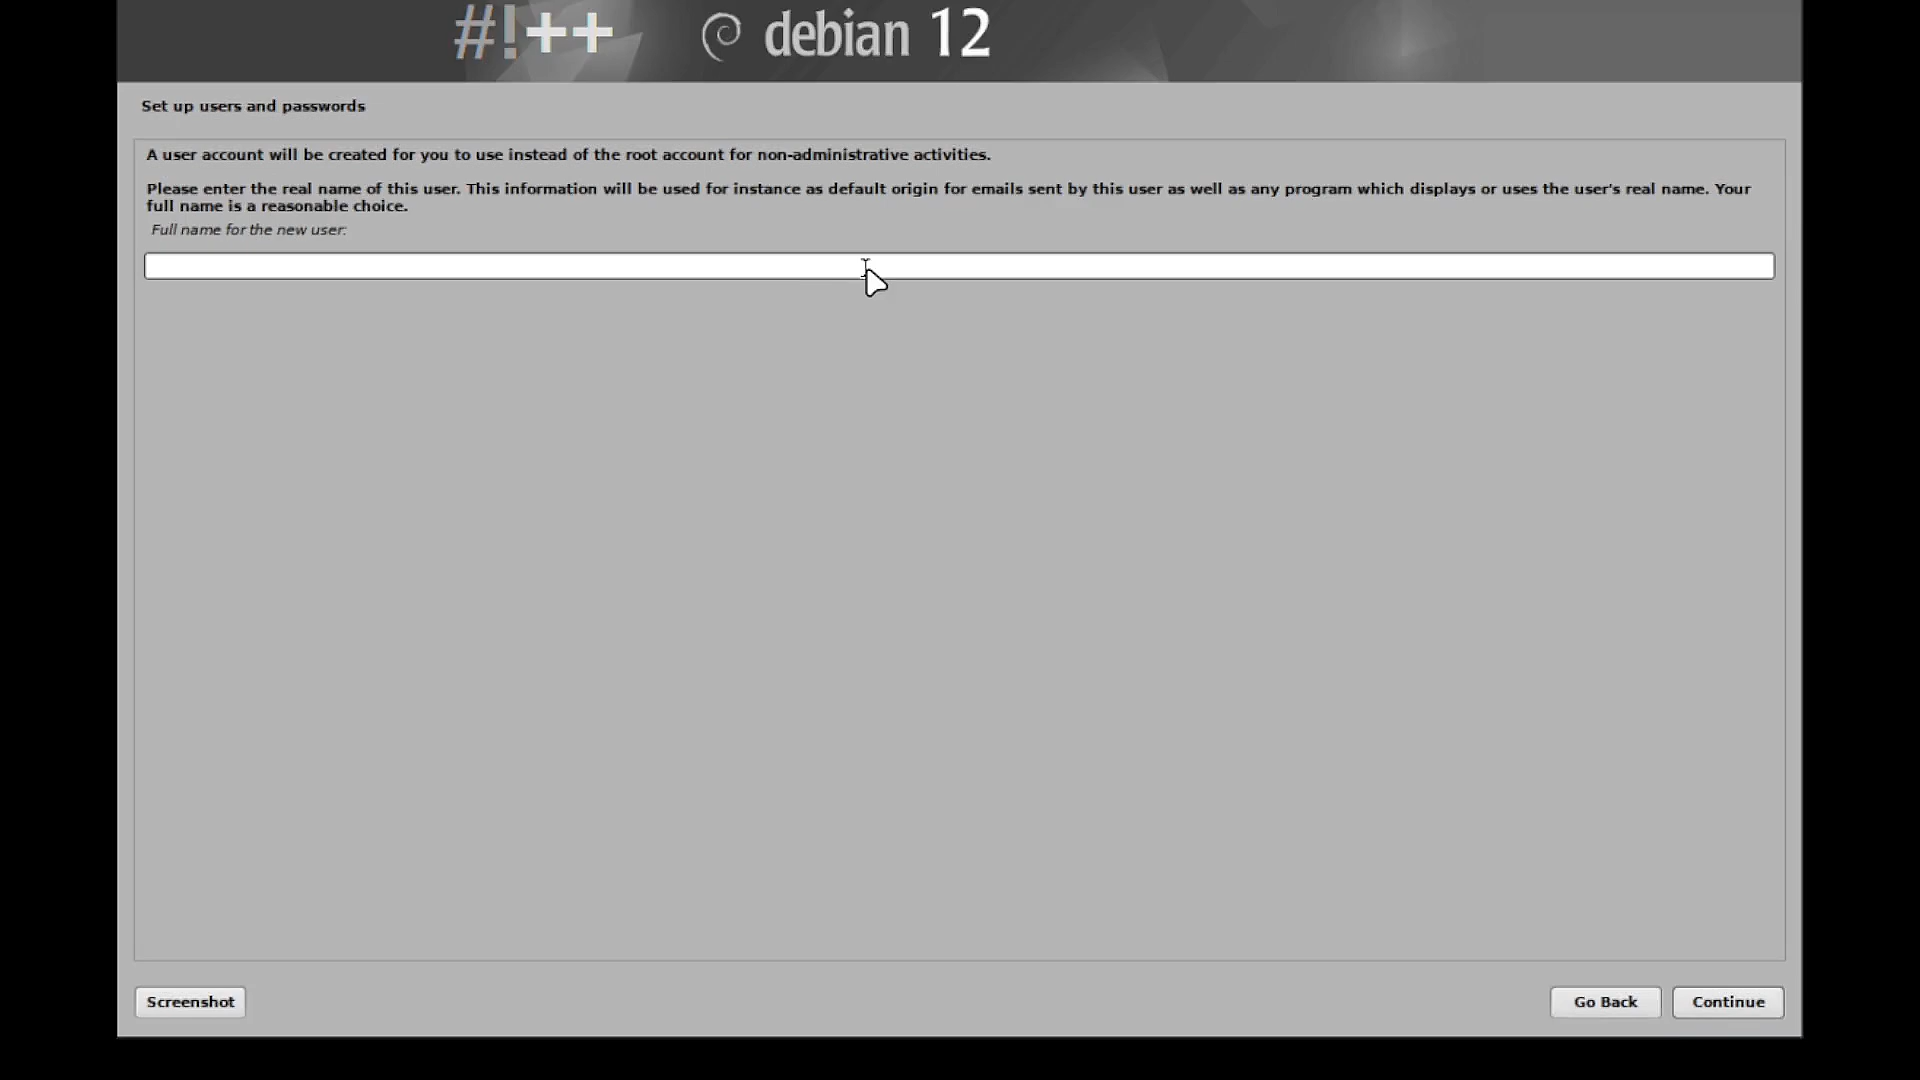 #!++ debian 12
Set up users and passwords
A user account will be created for you to use instead of the root account for non-administrative activities.
Please enter the real name of this user. This information will be used for instance as default origin for emails sent by this user as well as any program which displays or uses the user's real name. Your
full name is a reasonable choice.
Full name for the new user:
Screenshot
Go Back
Continue